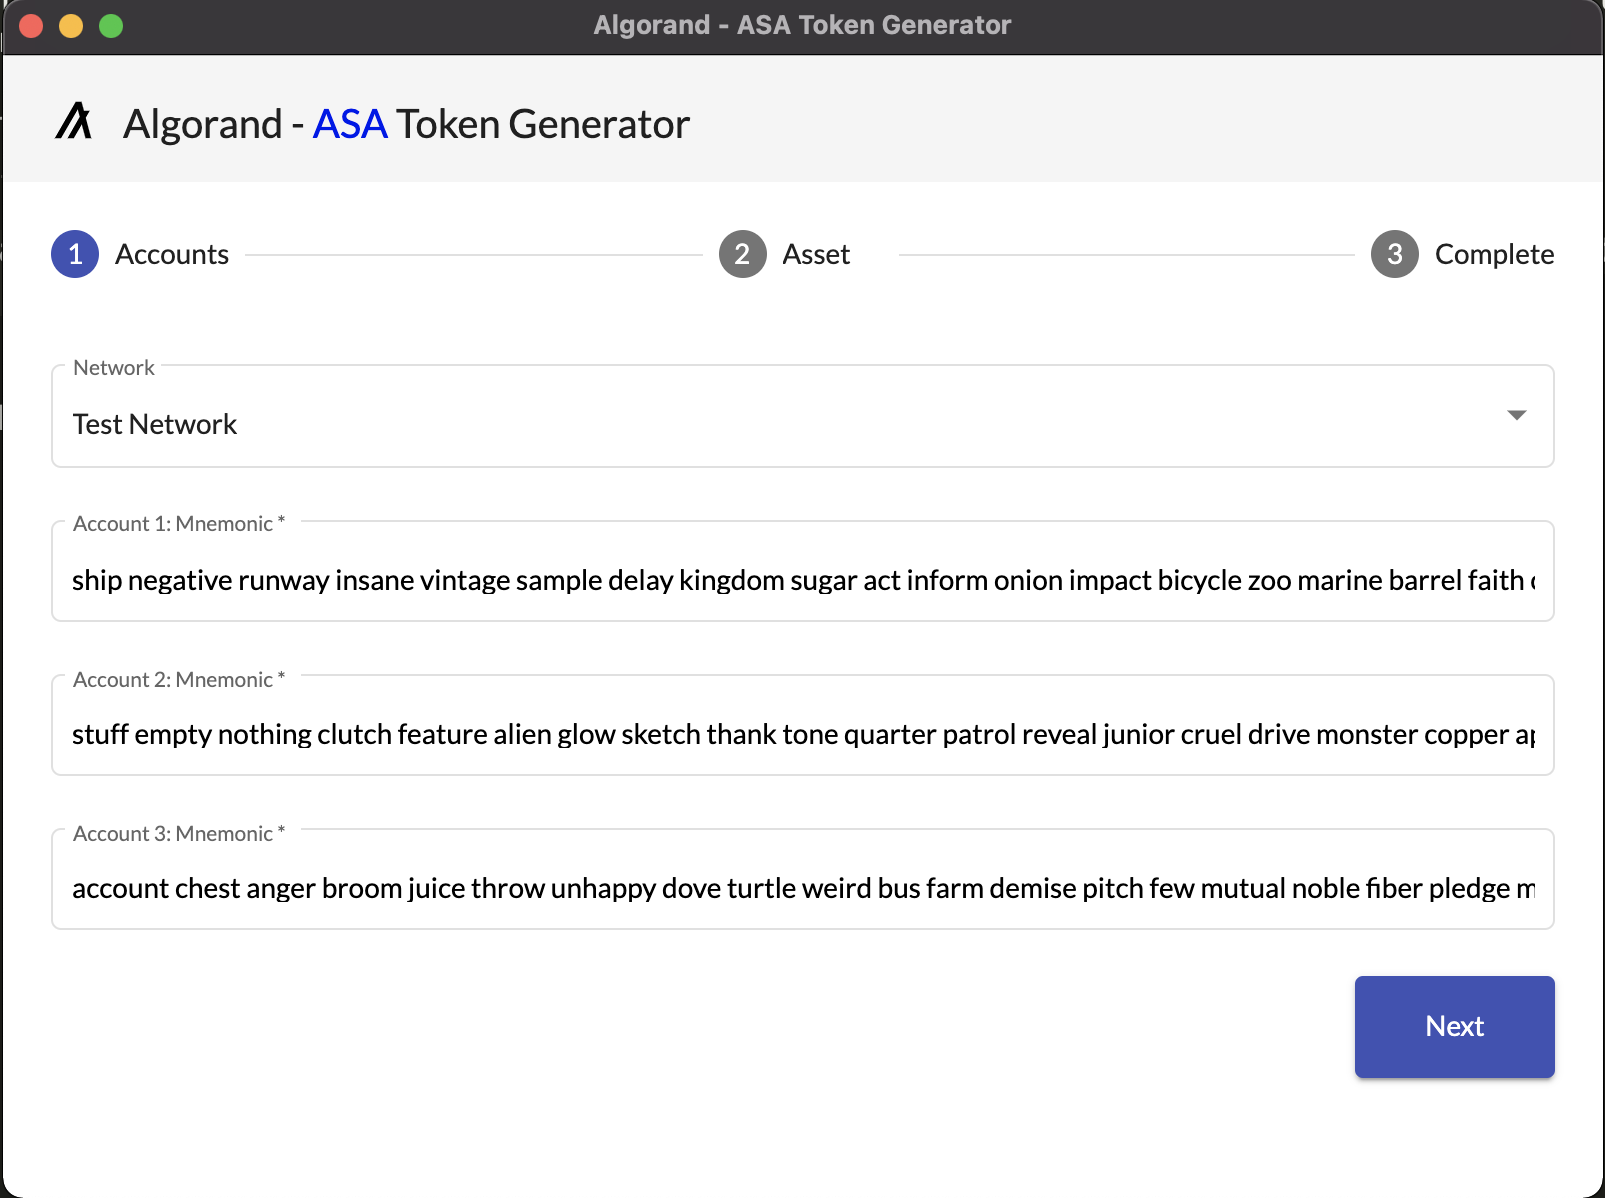 Algorand - ASA Token Generator
Algorand - ASA Token Generator
1 Accounts 2 Asset 3 Complete
Network
Test Network
Account 1: Mnemonic *
ship negative runway insane vintage sample delay kingdom sugar act inform onion impact bicycle zoo marine barrel faith
Account 2: Mnemonic *
stuff empty nothing clutch feature alien glow sketch thank tone quarter patrol reveal junior cruel drive monster copper
Account 3: Mnemonic *
account chest anger broom juice throw unhappy dove turtle weird bus farm demise pitch few mutual noble fiber pledge
Next